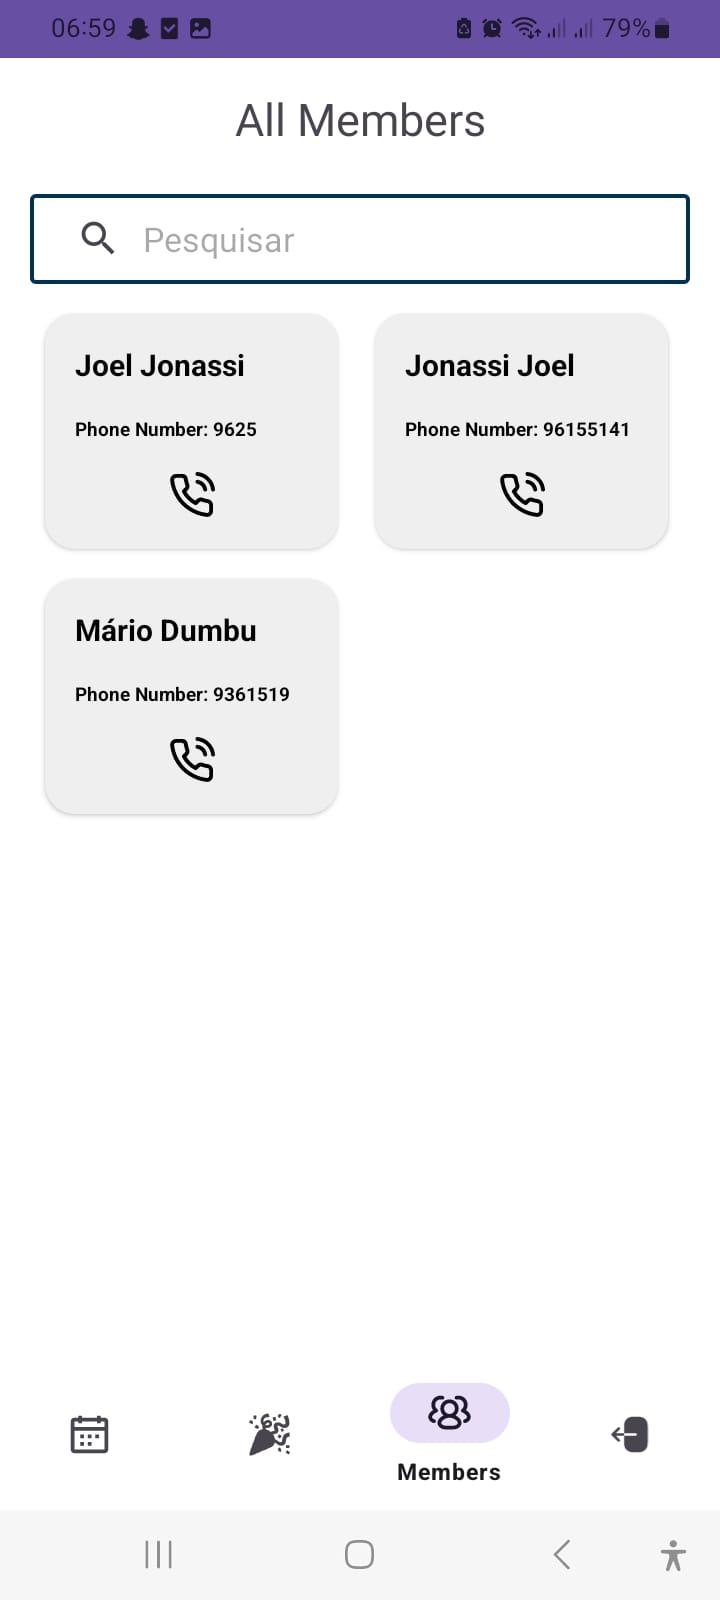 06:59 79%
All Members
Pesquisar
Joel Jonassi
Phone Number: 9625
Jonassi Joel
Phone Number: 96155141
Mário Dumbu
Phone Number: 9361519
Members